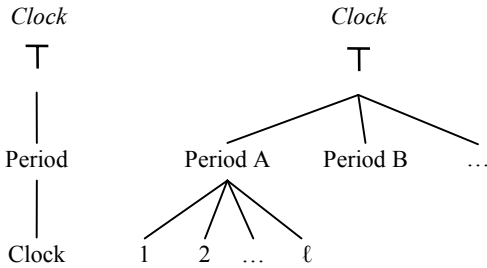 Clock Clock
⊤ ⊤
Period Period A Period B …
Clock 1 2 … ℓ